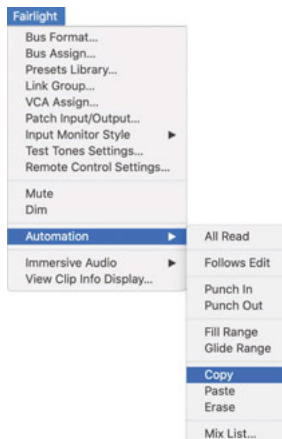 Fairlight
Bus Format...
Bus Assign...
Presets Library...
Link Group...
VCA Assign...
Patch Input/Output...
Input Monitor Style
Test Tones Settings...
Remote Control Settings...
Mute
Dim
Automation
Immersive Audio
View Clip Info Display...
All Read
Follows Edit
Punch In
Punch Out
Fill Range
Glide Range
Copy
Paste
Erase
Mix List...